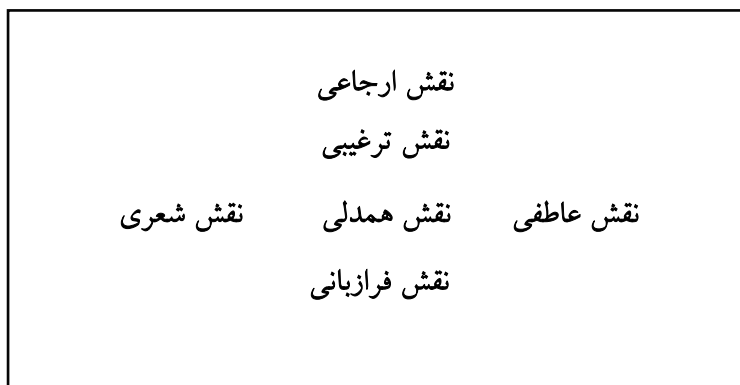 نقش ارجاعی
نقش ترغیبی
نقش عاطفی نقش همدلی نقش شعری
نقش فرازبانی